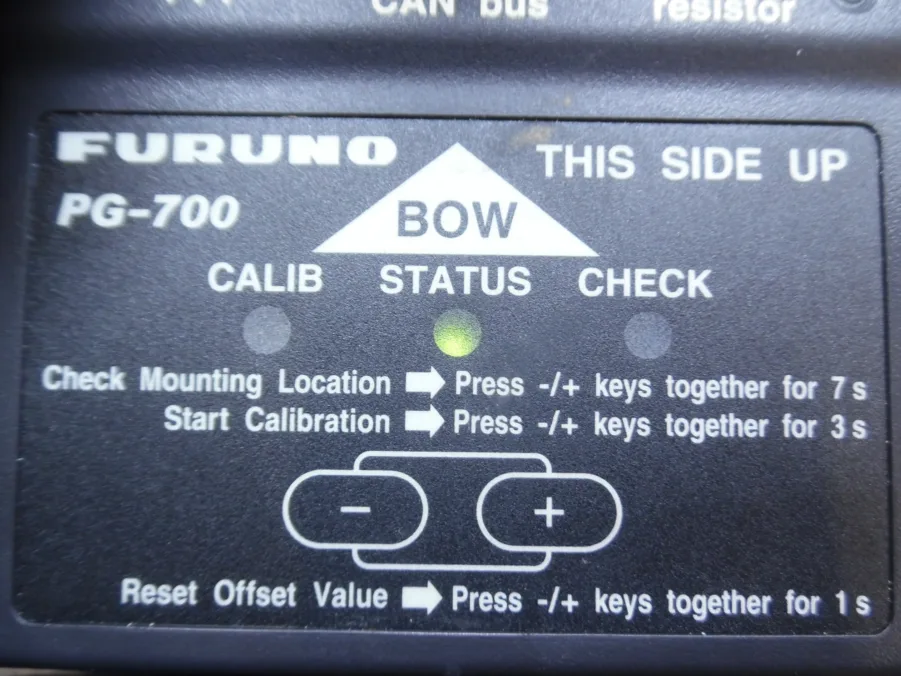 CAN bus resistor
FURUNO THIS SIDE UP
PG-700 BOW
CALIB STATUS CHECK
Check Mounting Location ➡ Press -/+ keys together for 7 s
Start Calibration ➡ Press -/+ keys together for 3 s
− +
Reset Offset Value ➡ Press -/+ keys together for 1 s